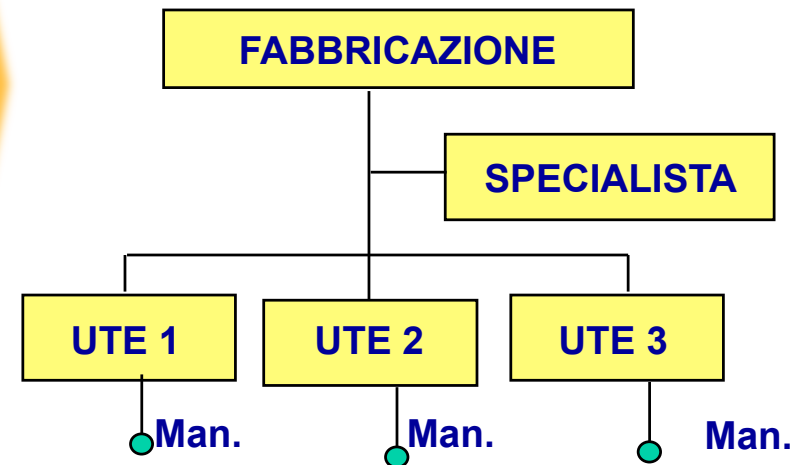 FABBRICAZIONE
SPECIALISTA
UTE 1
UTE 2
UTE 3
Man.
Man.
Man.